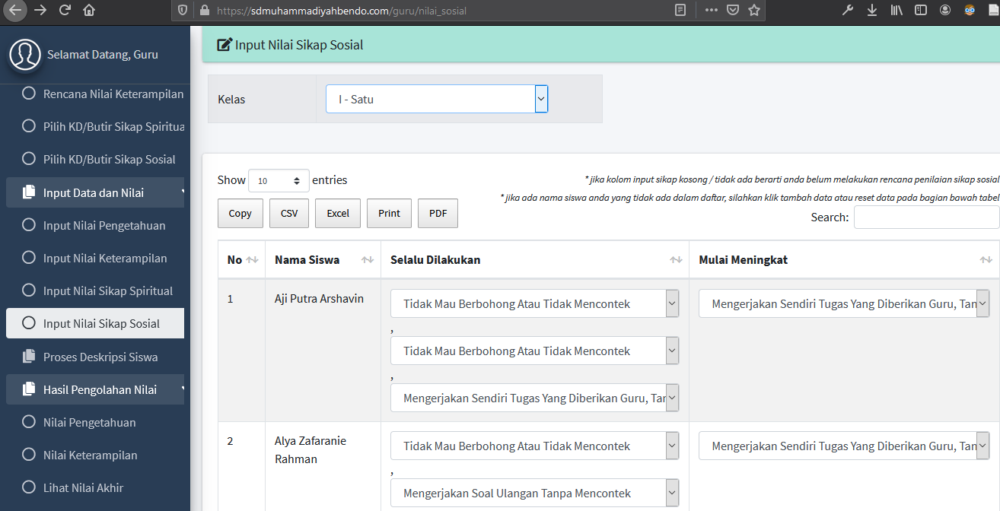 https://sdmuhammadiyahbendo.com/guru/nilai_sosial
Selamat Datang, Guru
Rencana Nilai Keterampilan
Pilih KD/Butir Sikap Spiritua
Pilih KD/Butir Sikap Sosial
Input Data dan Nilai
Input Nilai Pengetahuan
Input Nilai Keterampilan
Input Nilai Sikap Spiritual
Input Nilai Sikap Sosial
Proses Deskripsi Siswa
Hasil Pengolahan Nilai
Nilai Pengetahuan
Nilai Keterampilan
Lihat Nilai Akhir
Input Nilai Sikap Sosial
Kelas I - Satu
Show 10 entries
*jika kolom input sikap kosong / tidak ada berarti anda belum melakukan rencana penilaian sikap sosial
*jika ada nama siswa anda yang tidak ada dalam daftar, silahkan klik tambah data atau reset data pada bagian bawah tabel
Copy CSV Excel Print PDF
Search:
No Nama Siswa Selalu Dilakukan Mulai Meningkat
1 Aji Putra Arshavin Tidak Mau Berbohong Atau Tidak Mencontek Mengerjakan Sendiri Tugas Yang Diberikan Guru, Tan
,
Tidak Mau Berbohong Atau Tidak Mencontek
,
Mengerjakan Sendiri Tugas Yang Diberikan Guru, Tan
2 Alya Zafaranie Tidak Mau Berbohong Atau Tidak Mencontek Mengerjakan Sendiri Tugas Yang Diberikan Guru, Tan
Rahman
,
Mengerjakan Soal Ulangan Tanpa Mencontek